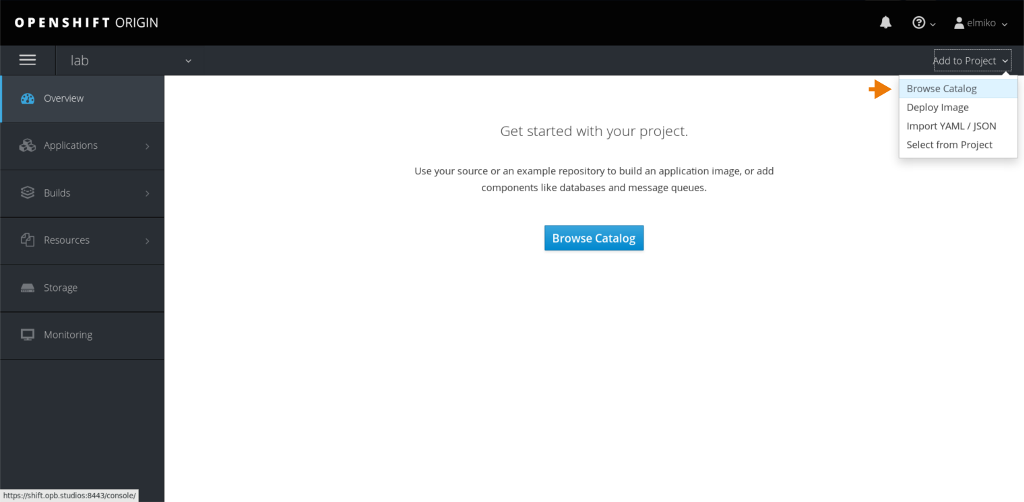 OPENSHIFT ORIGIN
elmiko
lab
Add to Project
Browse Catalog
Deploy Image
Import YAML / JSON
Select from Project
Overview
Applications
Builds
Resources
Storage
Monitoring
Get started with your project.
Use your source or an example repository to build an application image, or add
components like databases and message queues.
Browse Catalog
https://shift.opb.studios:8443/console/